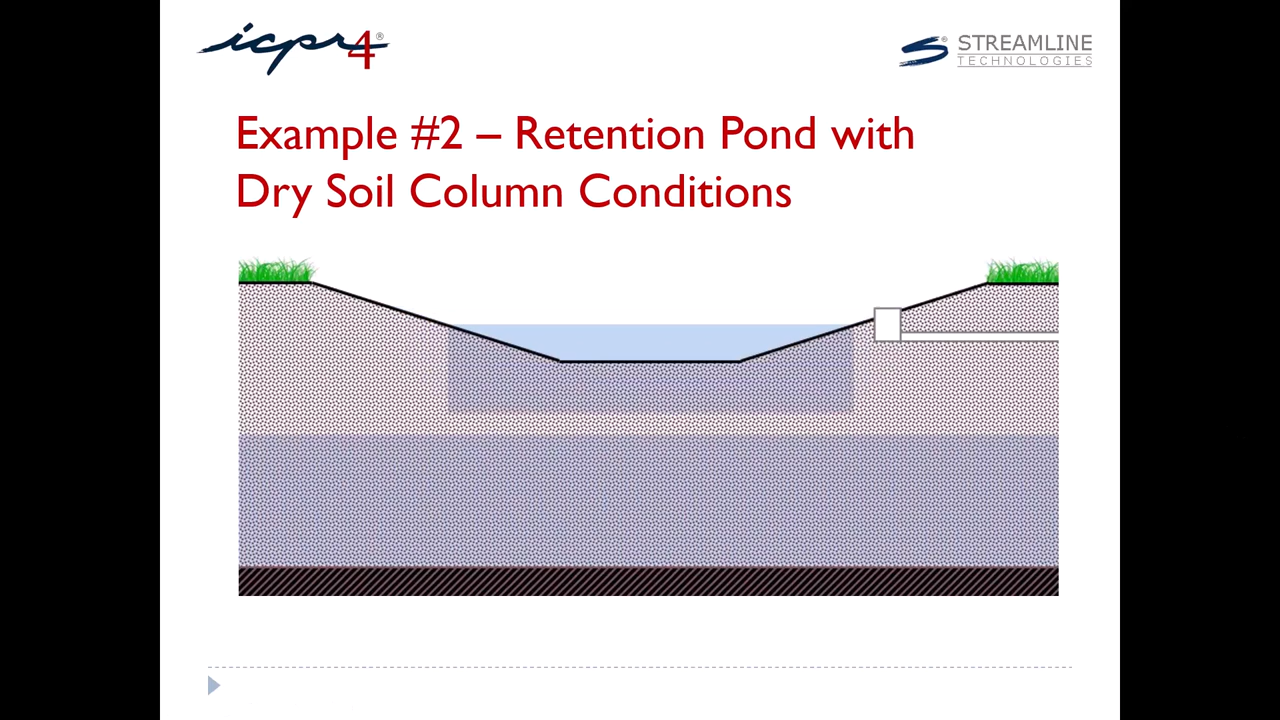 icpr4®
STREAMLINE
TECHNOLOGIES
Example #2 – Retention Pond with
Dry Soil Column Conditions